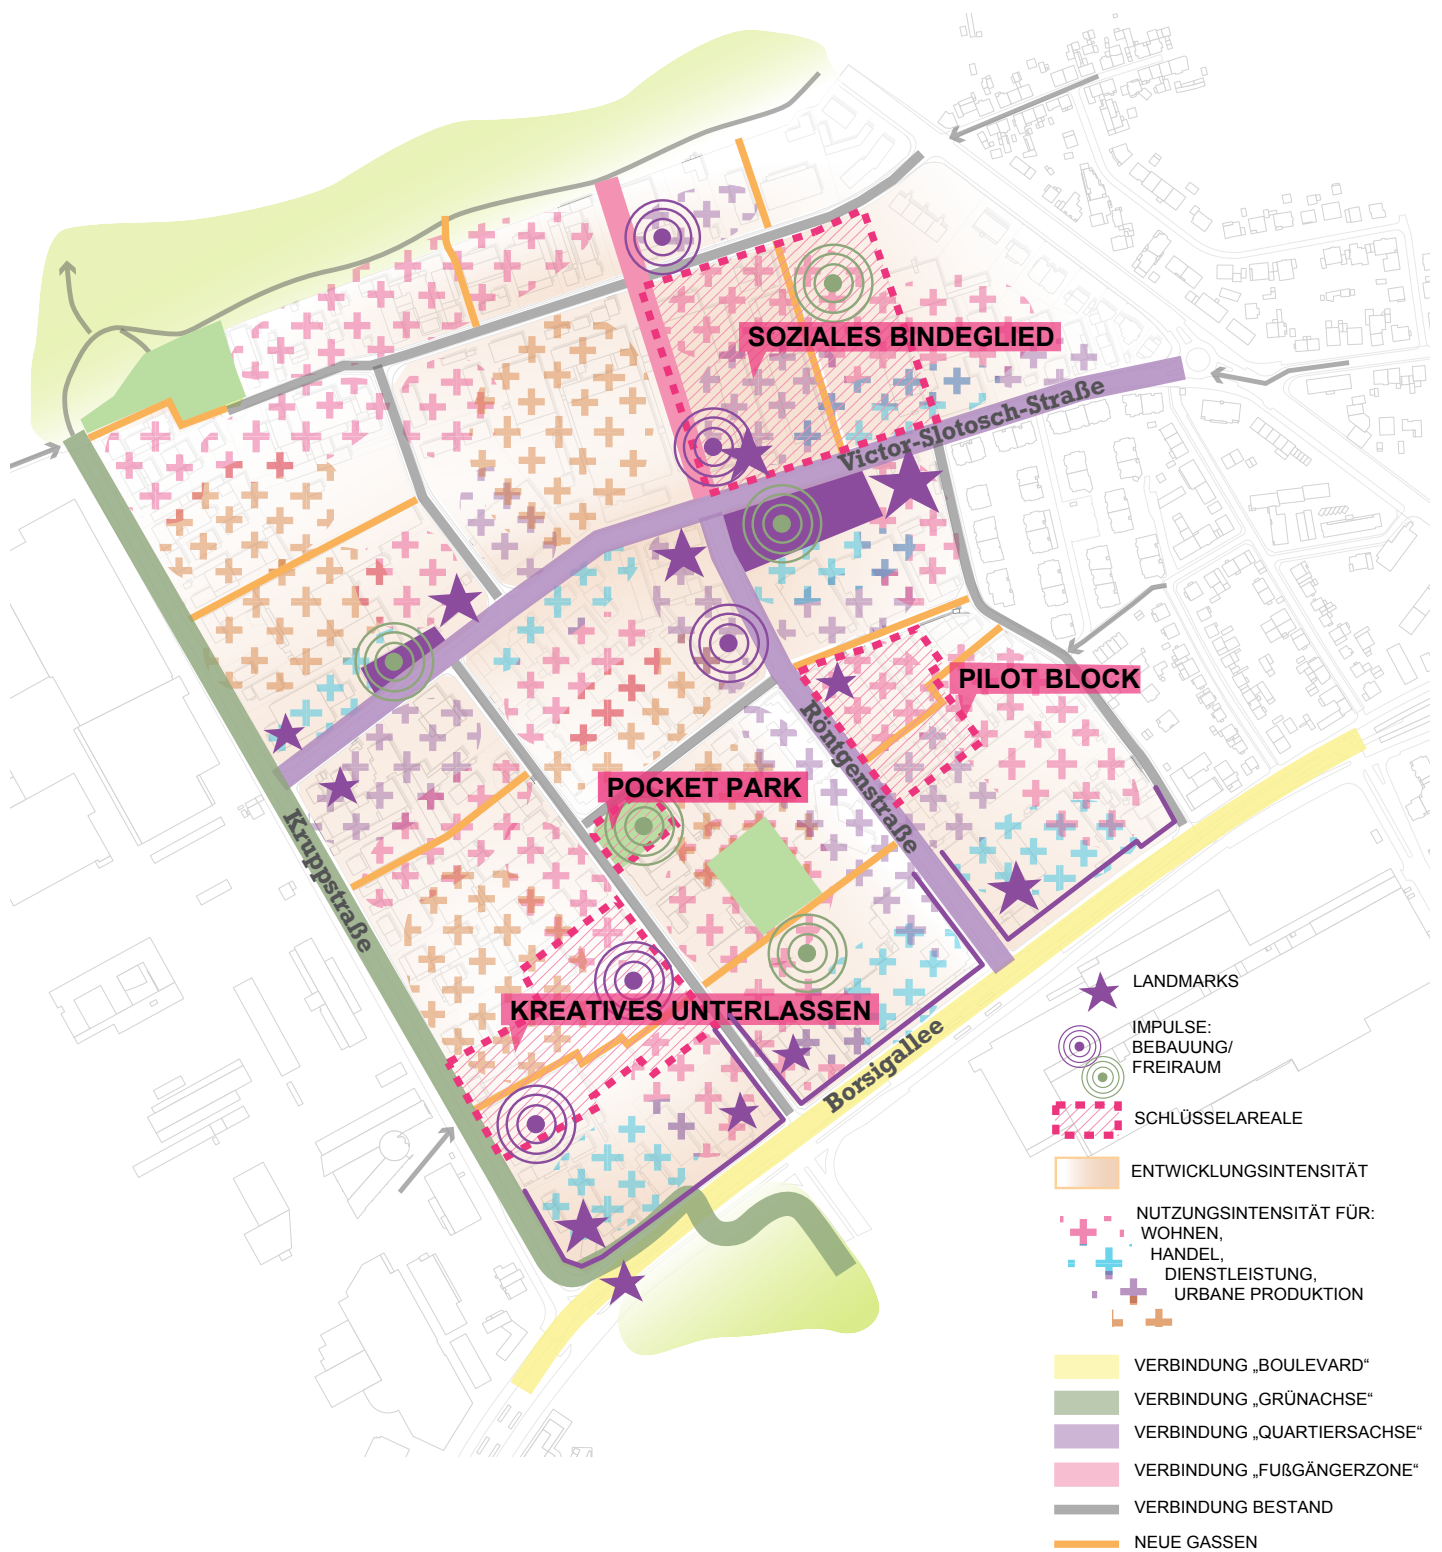 SOZIALES BINDEGLIED
Victor-Slotosch-Straße
PILOT BLOCK
Röntgenstraße
POCKET PARK
Kruppstraße
KREATIVES UNTERLASSEN
Borsigallee
LANDMARKS
IMPULSE:
BEBAUUNG/
FREIRAUM
SCHLÜSSELAREALE
ENTWICKLUNGSINTENSITÄT
NUTZUNGSINTENSITÄT FÜR:
WOHNEN,
HANDEL,
DIENSTLEISTUNG,
URBANE PRODUKTION
VERBINDUNG „BOULEVARD“
VERBINDUNG „GRÜNACHSE“
VERBINDUNG „QUARTIERSACHSE“
VERBINDUNG „FUßGÄNGERZONE“
VERBINDUNG BESTAND
NEUE GASSEN